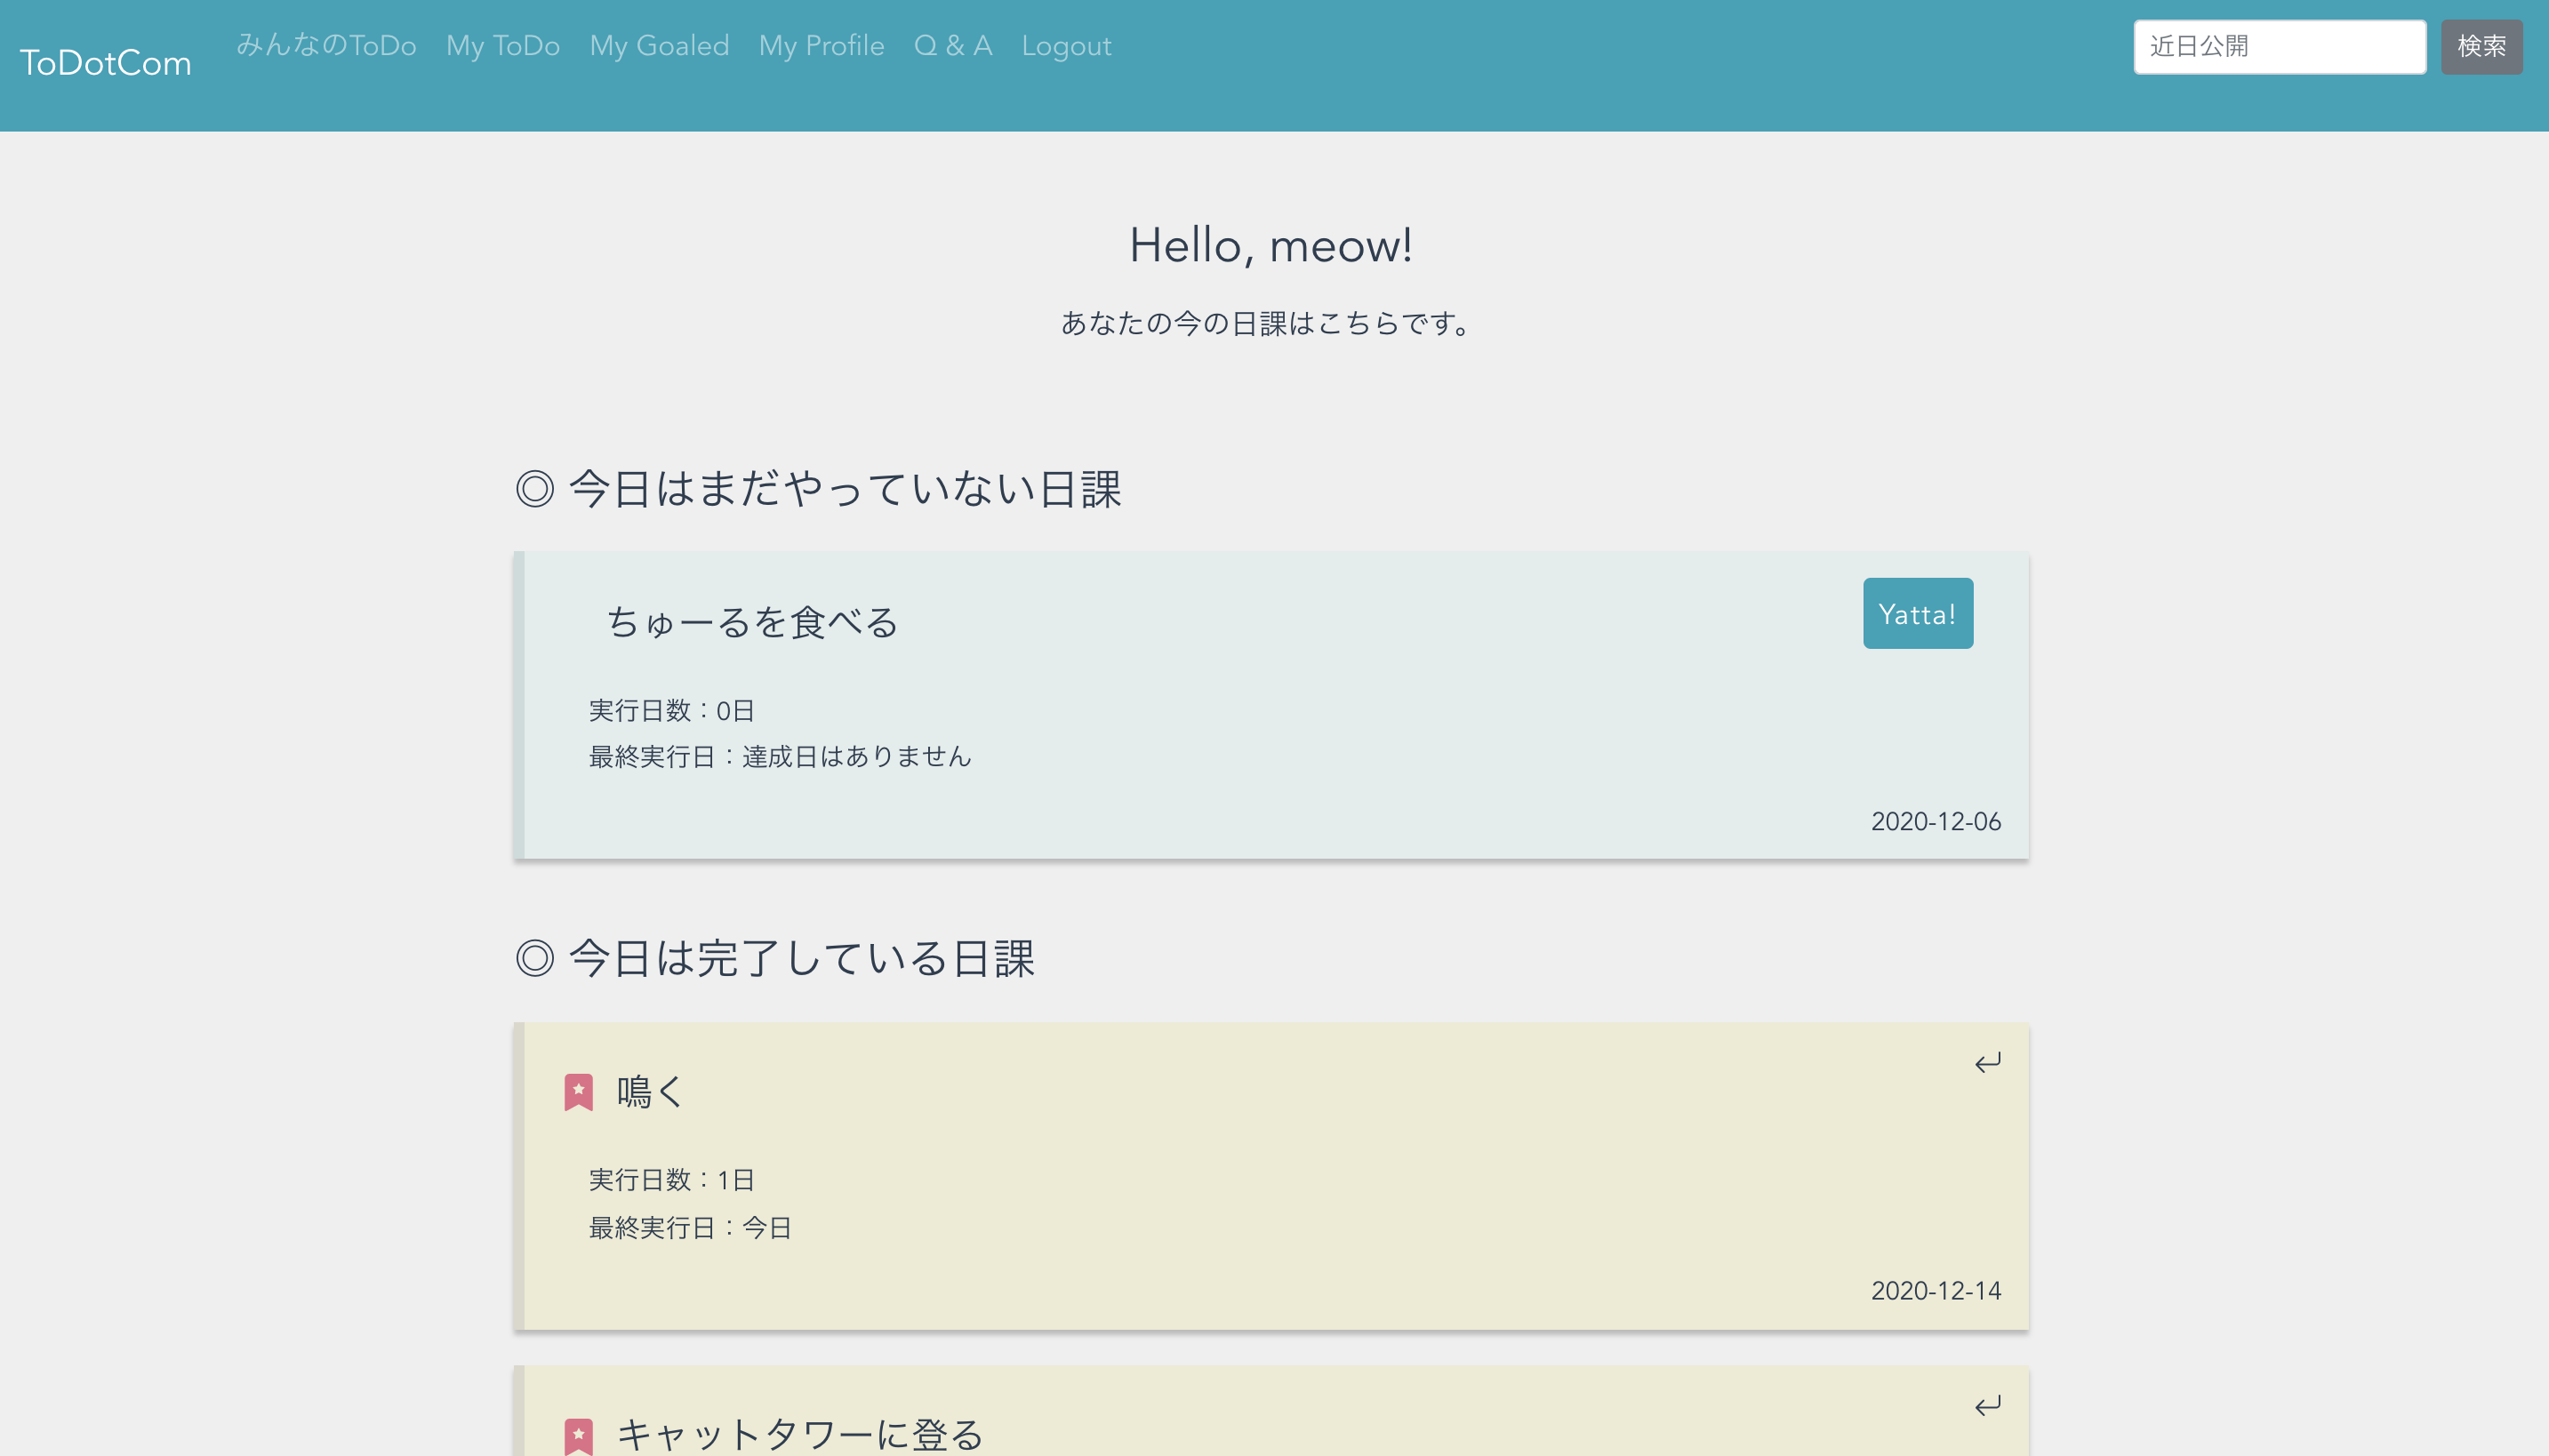 ToDotCom
みんなのToDo My ToDo My Goaled My Profile Q & A Logout
近日公開
検索
Hello, meow!
あなたの今の日課はこちらです。
◎ 今日はまだやっていない日課
ちゅーるを食べる
Yatta!
実行日数：0日
最終実行日：達成日はありません
2020-12-06
◎ 今日は完了している日課
鳴く
実行日数：1日
最終実行日：今日
2020-12-14
キャットタワーに登る